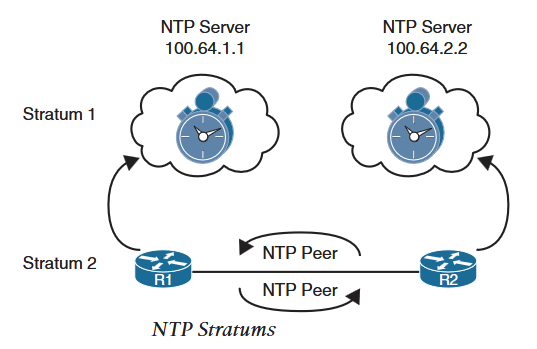 NTP Server
100.64.1.1
NTP Server
100.64.2.2
Stratum 1
Stratum 2
NTP Peer
R1
R2
NTP Peer
NTP Stratums